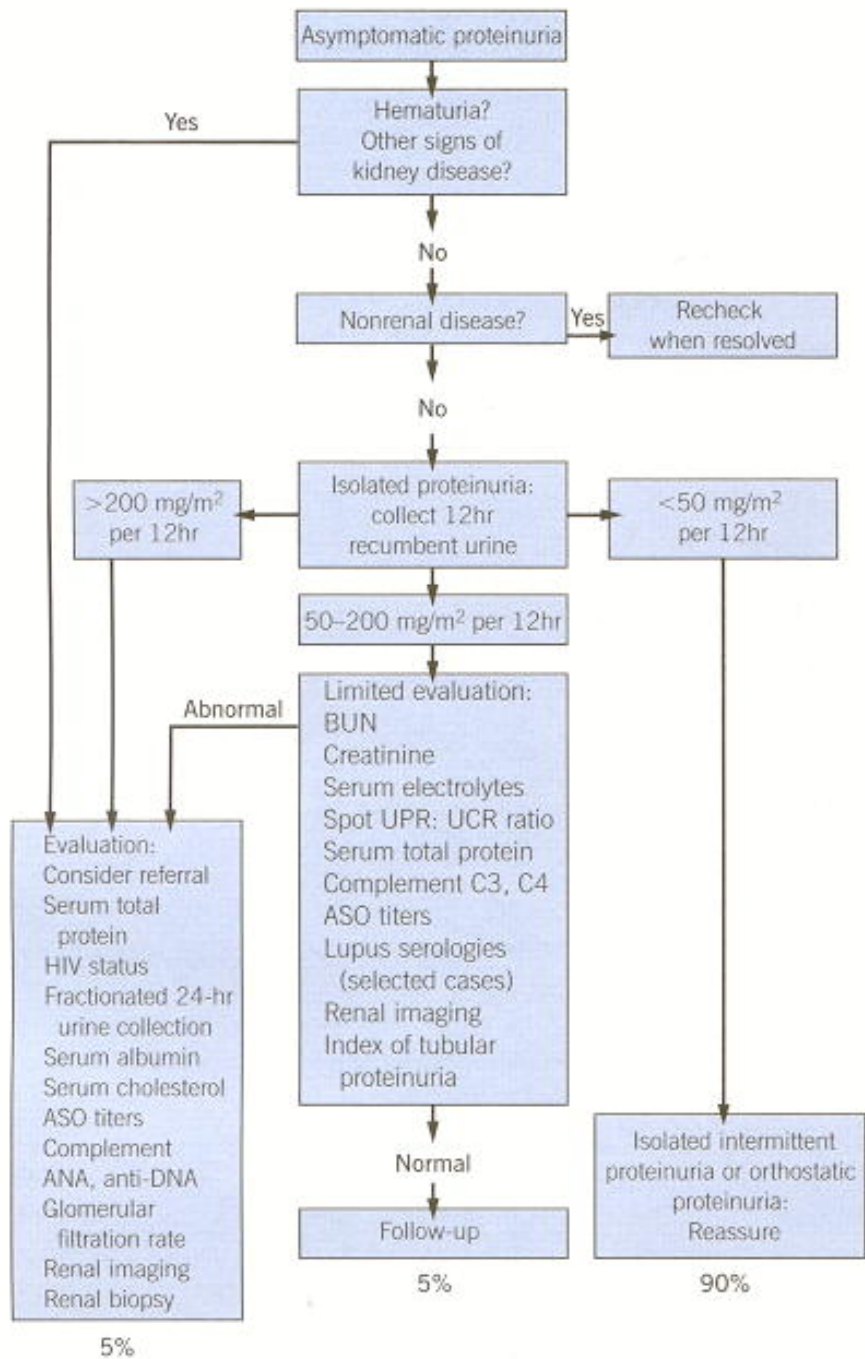 Asymptomatic proteinuria
Yes
Hematuria?
Other signs of
kidney disease?
No
Nonrenal disease?
Yes
Recheck
when resolved
No
>200 mg/m²
per 12hr
Isolated proteinuria:
collect 12hr
recumbent urine
<50 mg/m²
per 12hr
50–200 mg/m² per 12hr
Abnormal
Limited evaluation:
BUN
Creatinine
Serum electrolytes
Spot UPR: UCR ratio
Serum total protein
Complement C3, C4
ASO titers
Lupus serologies
(selected cases)
Renal imaging
Index of tubular
proteinuria
Evaluation:
Consider referral
Serum total
protein
HIV status
Fractionated 24-hr
urine collection
Serum albumin
Serum cholesterol
ASO titers
Complement
ANA, anti-DNA
Glomerular
filtration rate
Renal imaging
Renal biopsy
5%
Normal
Follow-up
5%
Isolated intermittent
proteinuria or orthostatic
proteinuria:
Reassure
90%